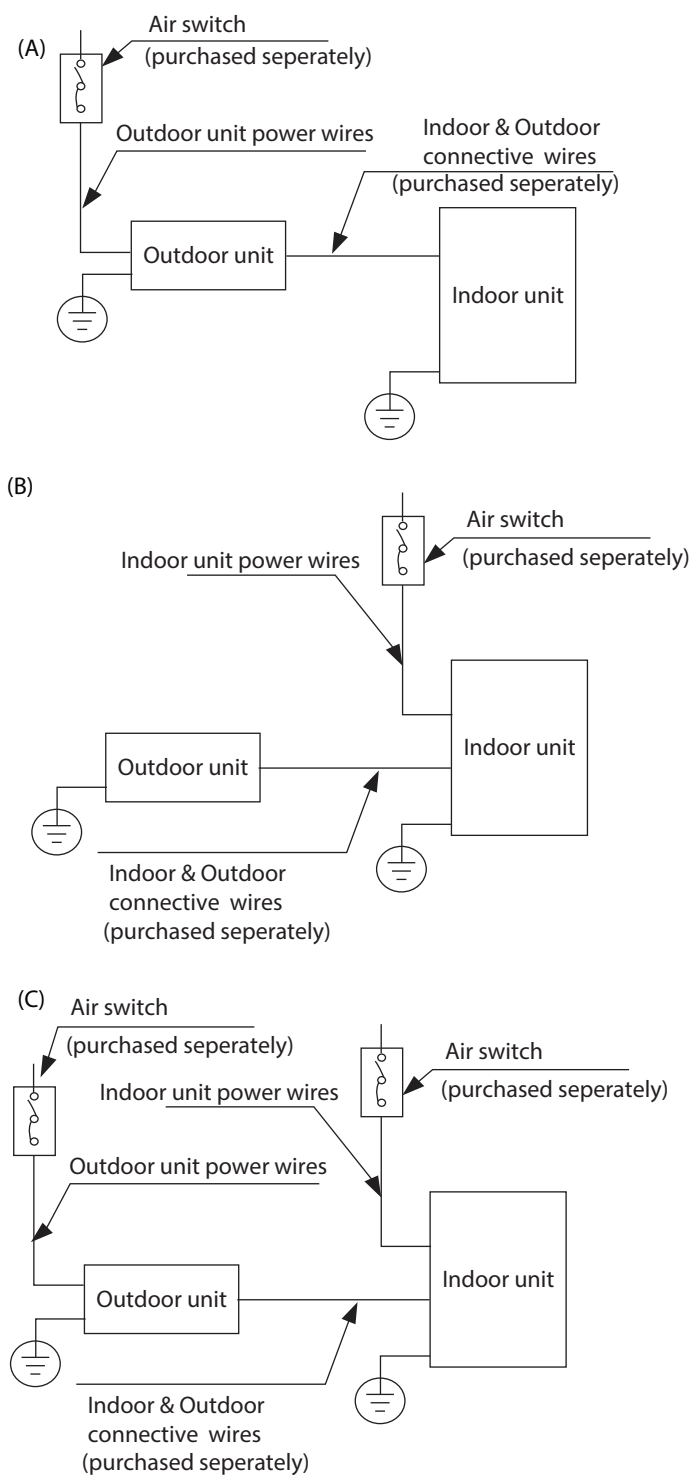 (A)
Air switch
(purchased seperately)
Outdoor unit power wires
Indoor & Outdoor
connective wires
(purchased seperately)
Outdoor unit
Indoor unit
(B)
Air switch
(purchased seperately)
Indoor unit power wires
Indoor unit
Outdoor unit
Indoor & Outdoor
connective wires
(purchased seperately)
(C)
Air switch
(purchased seperately)
Air switch
(purchased seperately)
Indoor unit power wires
Outdoor unit power wires
Indoor unit
Outdoor unit
Indoor & Outdoor
connective wires
(purchased seperately)